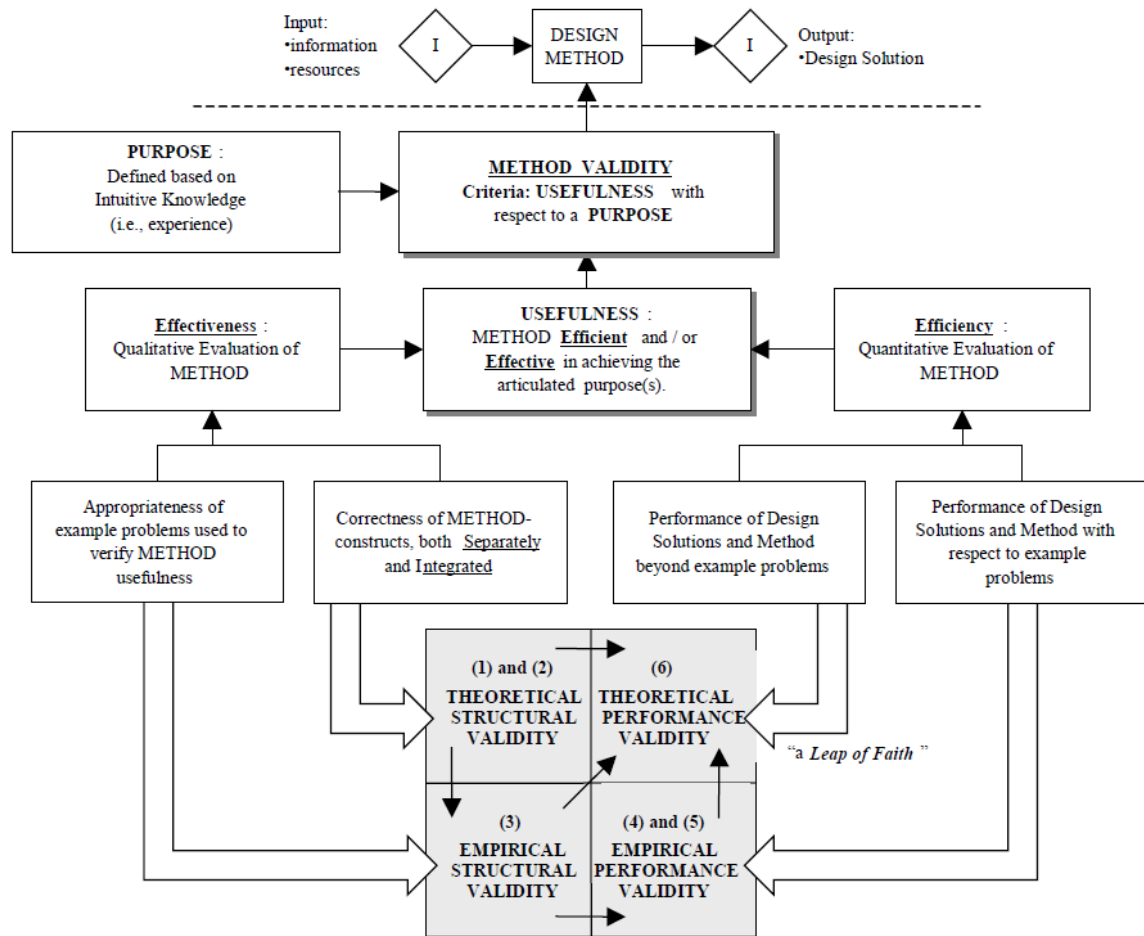 Input:
•information
•resources
I
DESIGN
METHOD
I
Output:
•Design Solution
PURPOSE :
Defined based on
Intuitive Knowledge
(i.e., experience)
METHOD VALIDITY
Criteria: USEFULNESS with
respect to a PURPOSE
Effectiveness :
Qualitative Evaluation of
METHOD
USEFULNESS :
METHOD Efficient and / or
Effective in achieving the
articulated purpose(s).
Efficiency :
Quantitative Evaluation of
METHOD
Appropriateness of
example problems used to
verify METHOD
usefulness
Correctness of METHOD-
constructs, both Separately
and Integrated
Performance of Design
Solutions and Method
beyond example problems
Performance of Design
Solutions and Method with
respect to example
problems
(1) and (2)
THEORETICAL
STRUCTURAL
VALIDITY
(6)
THEORETICAL
PERFORMANCE
VALIDITY
“a Leap of Faith ”
(3)
EMPIRICAL
STRUCTURAL
VALIDITY
(4) and (5)
EMPIRICAL
PERFORMANCE
VALIDITY